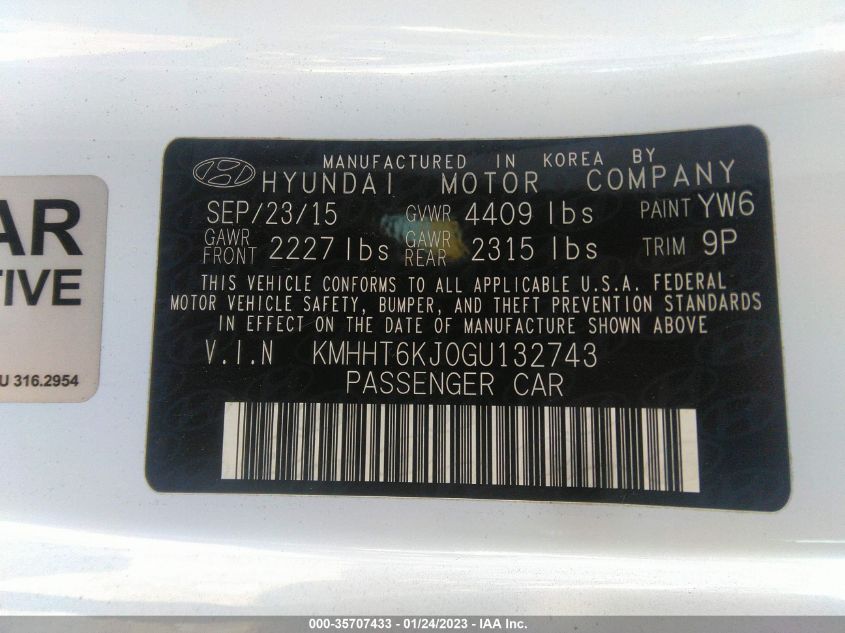 MANUFACTURED IN KOREA BY
HYUNDAI MOTOR COMPANY
SEP/23/15 GVWR 4409 lbs PAINT YW6
GAWR FRONT 2227 lbs GAWR REAR 2315 lbs TRIM 9P
THIS VEHICLE CONFORMS TO ALL APPLICABLE U.S.A. FEDERAL
MOTOR VEHICLE SAFETY, BUMPER, AND THEFT PREVENTION STANDARDS
IN EFFECT ON THE DATE OF MANUFACTURE SHOWN ABOVE
V.I.N KMHHT6KJ0GU132743
PASSENGER CAR
AR
TIVE
U 316.2954
000-35707433 - 01/24/2023 - IAA Inc.